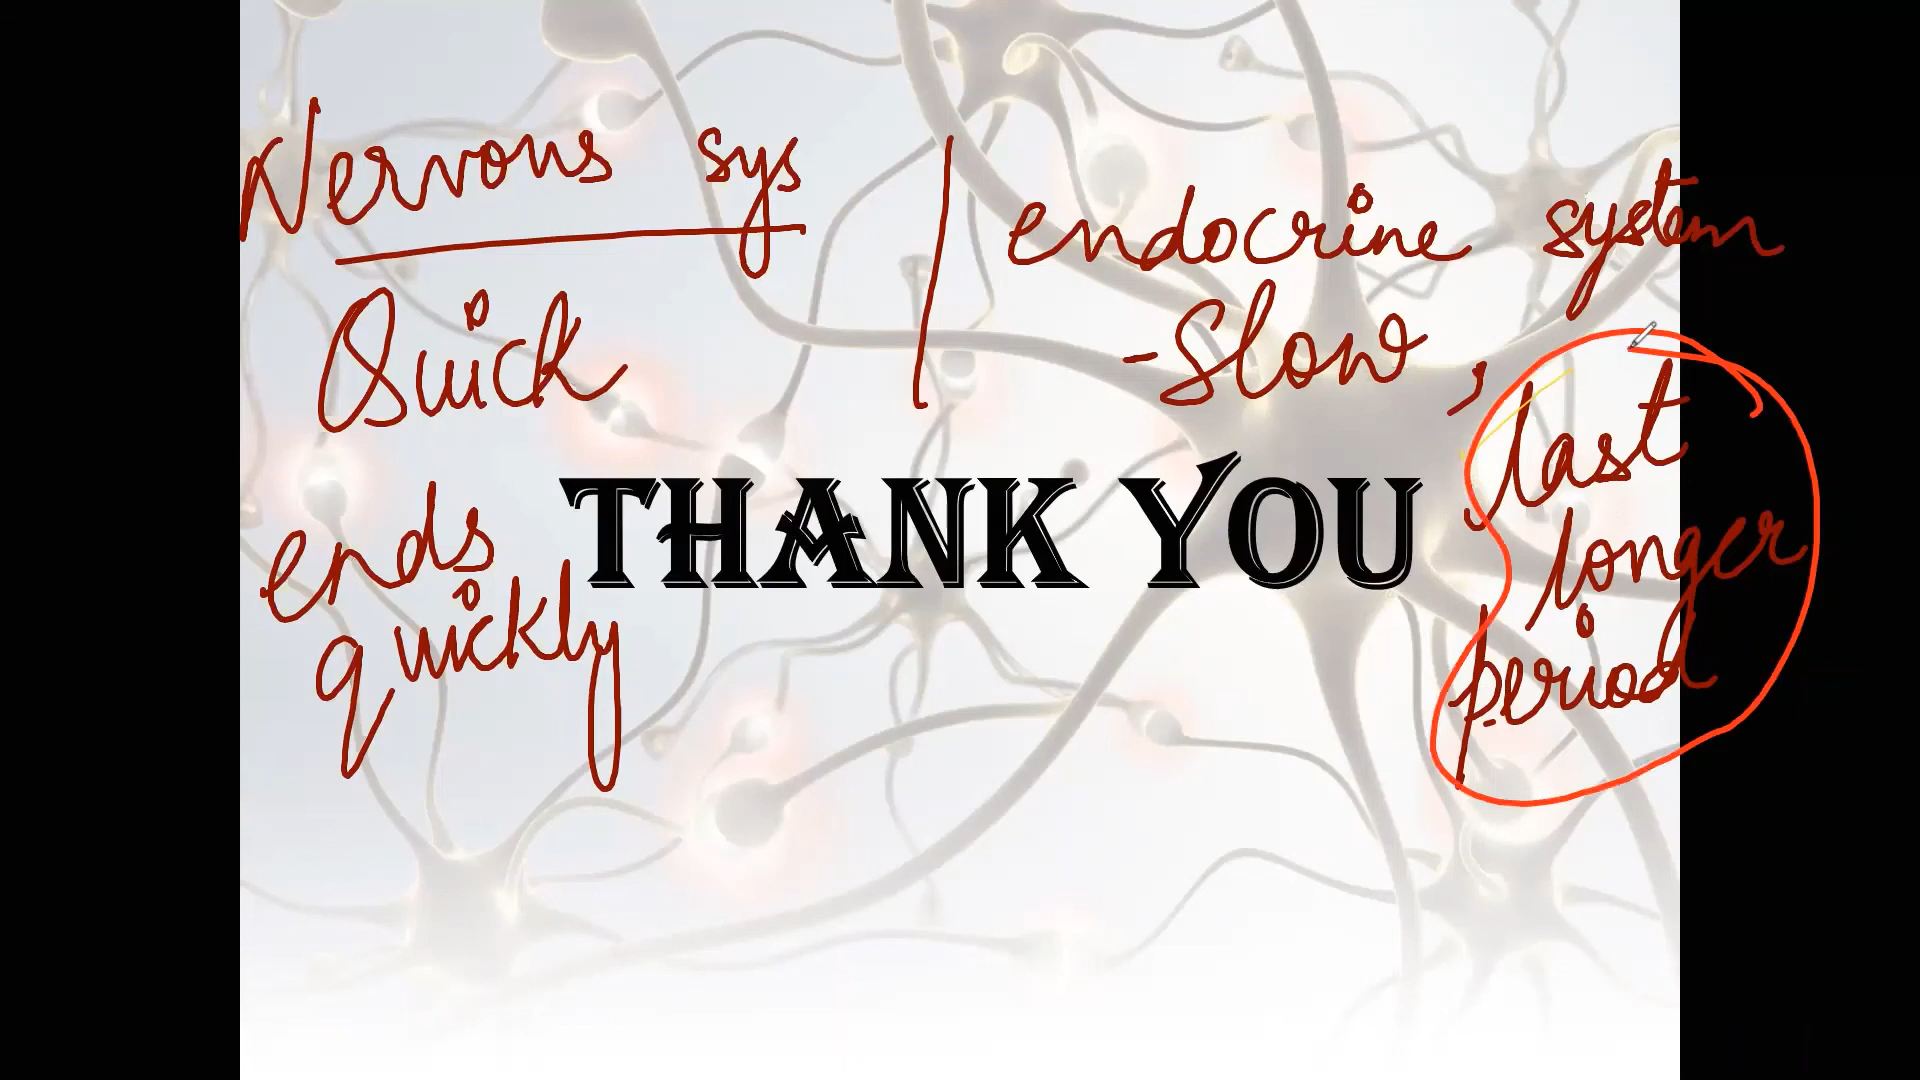 Nervous sys
Quick
ends
quickly
endocrine system
- Slow,
last
longer
period
THANK YOU